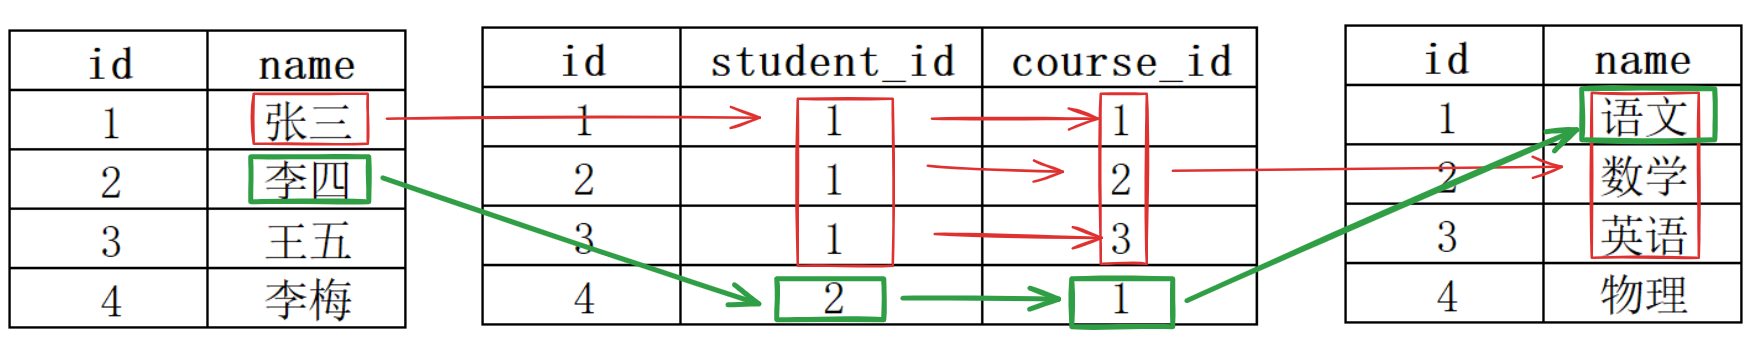 id name
1 张三
2 李四
3 王五
4 李梅
id student_id course_id
1 1 1
2 1 2
3 1 3
4 2 1
id name
1 语文
2 数学
3 英语
4 物理